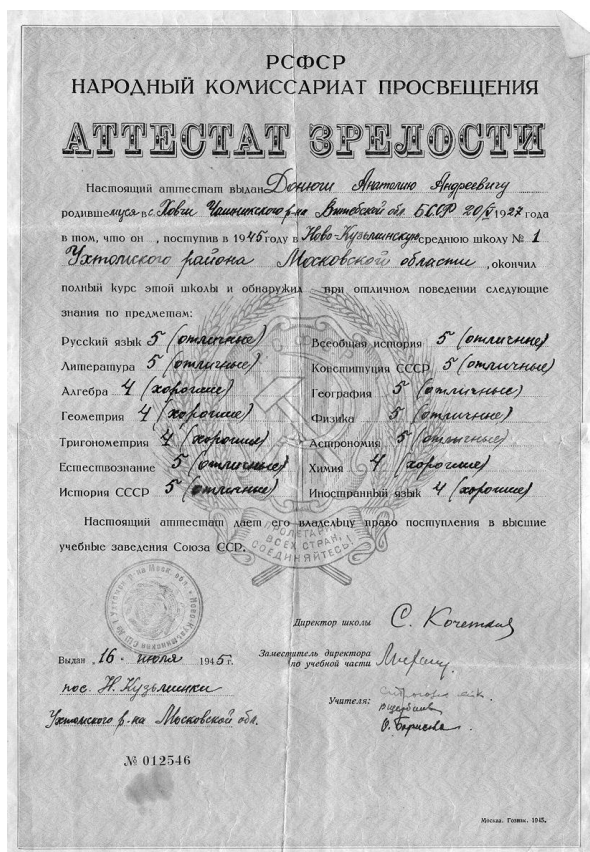 РСФСР
НАРОДНЫЙ КОМИССАРИАТ ПРОСВЕЩЕНИЯ
АТТЕСТАТ ЗРЕЛОСТИ
Настоящий аттестат выдан Донюги Анатолию Андреевичу
родившемуся в с. Ловши Чашникского р-на Витебской обл. БССР 20/V 1927 года
в том, что он , поступив в 1945 году в Ново-Кузьминскую среднюю школу № 1
Ухтомского района Московской области , окончил
полный курс этой школы и обнаружил при отличном поведении следующие
знания по предметам:
Русский язык 5 (отличные) Всеобщая история 5 (отличные)
Литература 5 (отличные) Конституция СССР 5 (отличные)
Алгебра 4 (хорошие) География 5 (отличные)
Геометрия 4 (хорошие) Физика 5 (отличные)
Тригонометрия 4 (хорошие) Астрономия 5 (отличные)
Естествознание 5 (отличные) Химия 4 (хорошие)
История СССР 5 (отличные) Иностранный язык 4 (хорошие)
ПРОЛЕТАРИИ ВСЕХ СТРАН, СОЕДИНЯЙТЕСЬ!
Настоящий аттестат дает его владельцу право поступления в высшие
учебные заведения Союза ССР.
Директор школы С. Кочетков
Заместитель директора
по учебной части
Выдан „16" июля 1945 г.
пос. Н. Кузьминки
Учителя:
Ухтомского р-на Московской обл.
О. Борисова
№ 012546
Москва. Гознак. 1945.